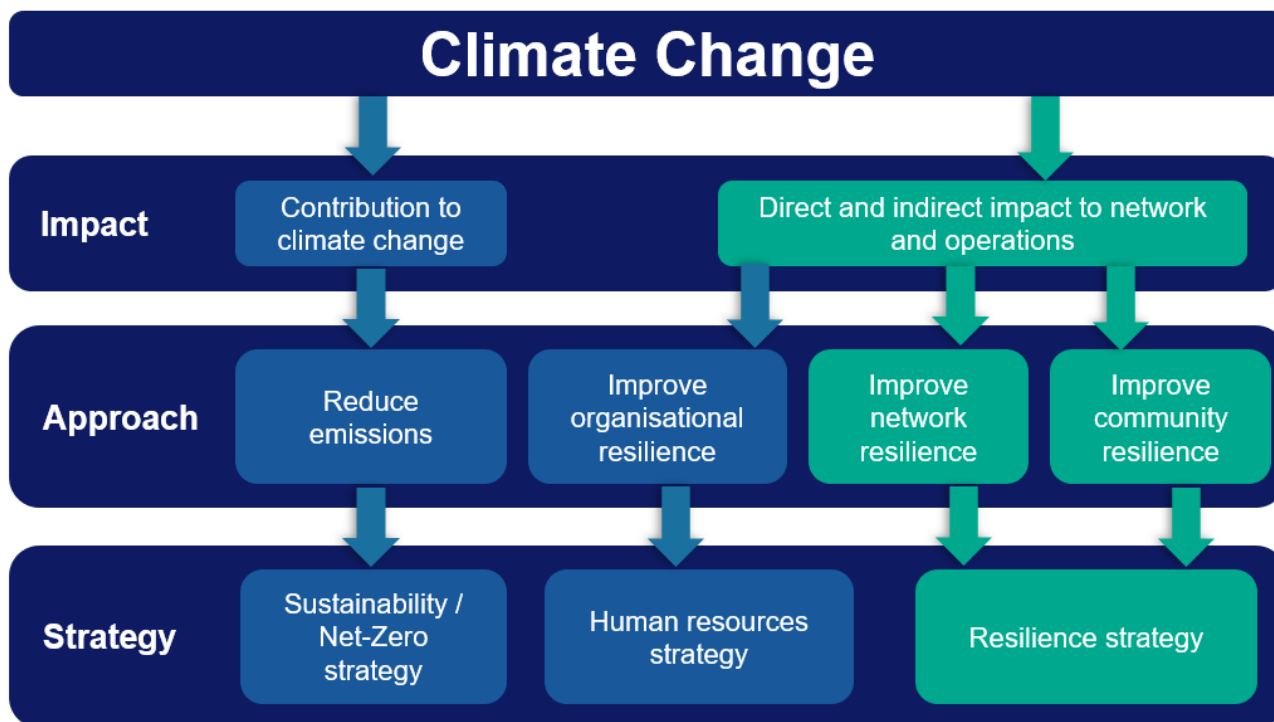 Climate Change
Impact
Contribution to
climate change
Direct and indirect impact to network
and operations
Approach
Reduce
emissions
Improve
organisational
resilience
Improve
network
resilience
Improve
community
resilience
Strategy
Sustainability /
Net-Zero
strategy
Human resources
strategy
Resilience strategy